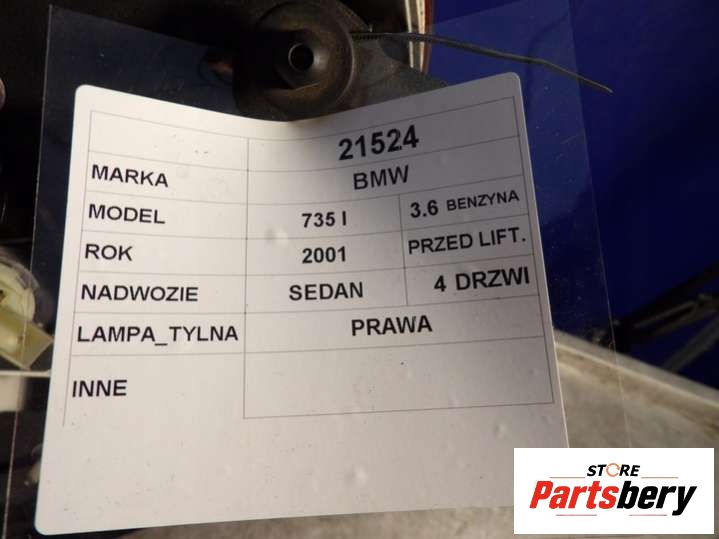 21524
MARKA BMW
MODEL 735 I 3.6 BENZYNA
ROK 2001 PRZED LIFT.
NADWOZIE SEDAN 4 DRZWI
LAMPA_TYLNA PRAWA
INNE
STORE
Partsbery